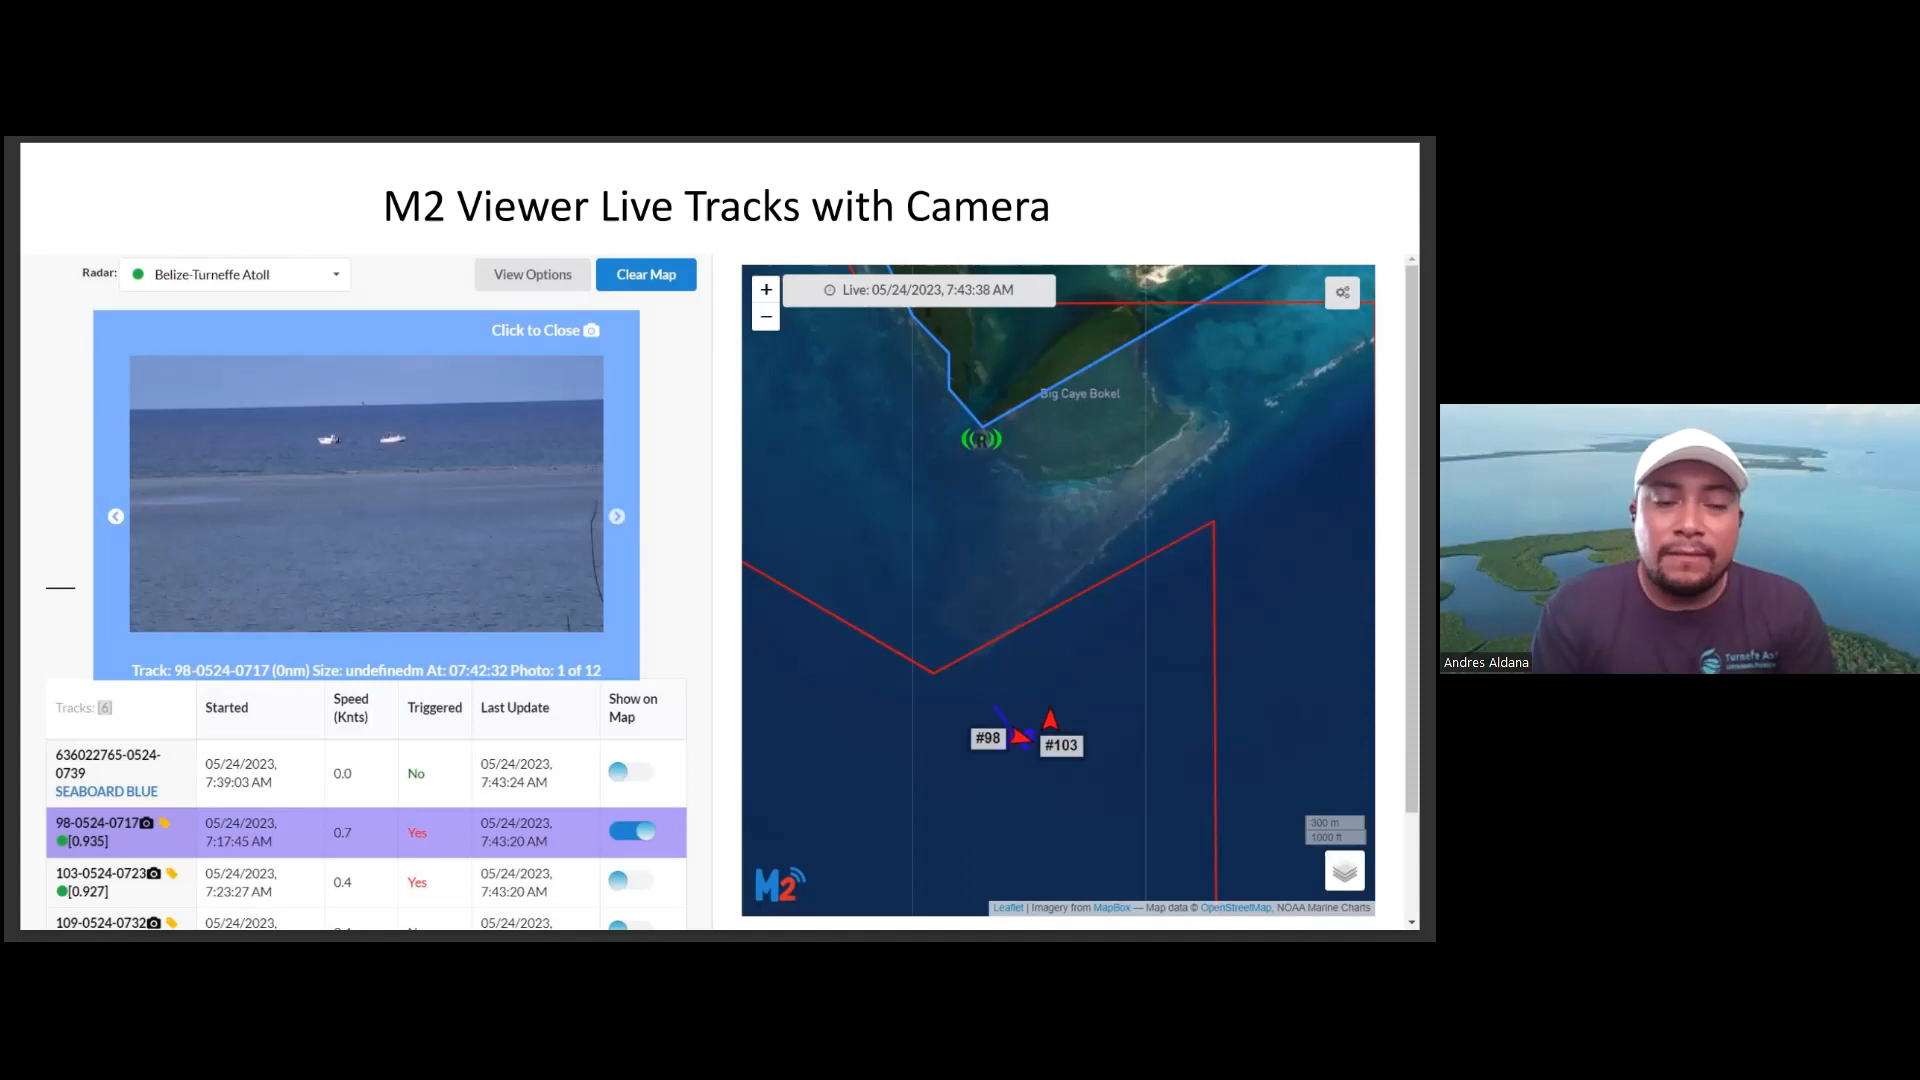 M2 Viewer Live Tracks with Camera
Radar:
Belize-Turneffe Atoll
View Options
Clear Map
Click to Close
Track: 98-0524-0717 (0nm) Size: undefinedm At: 07:42:32 Photo: 1 of 12
Tracks: [6]
Started
Speed
(Knts)
Triggered
Last Update
Show on
Map
636022765-0524-
0739
SEABOARD BLUE
05/24/2023,
7:39:03 AM
0.0
No
05/24/2023,
7:43:24 AM
98-0524-0717
[0.935]
05/24/2023,
7:17:45 AM
0.7
Yes
05/24/2023,
7:43:20 AM
103-0524-0723
[0.927]
05/24/2023,
7:23:27 AM
0.4
Yes
05/24/2023,
7:43:20 AM
109-0524-0732
05/24/2023,
05/24/2023,
+
Live: 05/24/2023, 7:43:38 AM
−
Big Caye Bokel
R
#98
#103
300 m
1000 ft
M2
Leaflet | Imagery from MapBox — Map data © OpenStreetMap, NOAA Marine Charts
Andres Aldana